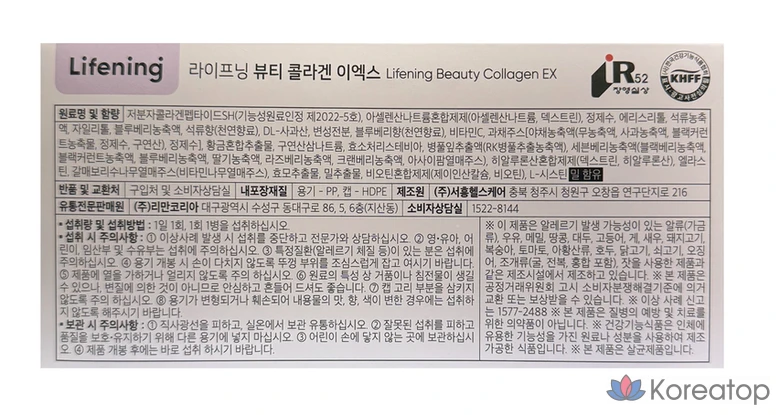 Lifening 라이프닝 뷰티 콜라겐 이엑스 Lifening Beauty Collagen EX
iR52
장영실상
KHFF
원료명 및 함량 저분자콜라겐펩타이드SH(기능성원료인정 제2022-5호), 아셀렌산나트륨혼합제제(아셀렌산나트륨, 덱스트린), 정제수, 에리스리톨, 석류농축
액, 자일리톨, 블루베리농축액, 석류향(천연향료), DL-사과산, 변성전분, 블루베리향(천연향료), 비타민C, 과채주스(야채농축액(무농축액, 사과농축액, 블랙커런
트농축물, 정제수, 구연산), 정제수), 황금혼합추출물, 구연산삼나트륨, 효소처리스테비아, 병풀잎추출액(RK병풀추출농축액), 세븐베리농축액(블랙베리농축액,
블랙커런트농축액, 블루베리농축액, 딸기농축액, 라즈베리농축액, 크랜베리농축액, 아사이팜열매주스), 히알루론산혼합제제(덱스트린, 히알루론산), 엘라스
틴, 갈매보리수나무열매주스(비타민나무열매주스), 효모추출물, 밀추출물, 비오틴혼합제제(제이인산칼슘, 비오틴), L-시스틴 밀 함유
반품 및 교환처 구입처 및 소비자상담실 내포장재질 용기 - PP, 캡 - HDPE 제조원 (주)서흥헬스케어 충북 청주시 청원구 오창읍 연구단지로 216
유통전문판매원 (주)리만코리아 대구광역시 수성구 동대구로 86, 5, 6층(지산동) 소비자상담실 1522-8144
• 섭취량 및 섭취방법 : 1일 1회, 1회 1병을 섭취하십시오.
• 섭취 시 주의사항 : ① 이상사례 발생 시 섭취를 중단하고 전문가와 상담하십시오. ② 영·유아, 어
린이, 임산부 및 수유부는 섭취에 주의하십시오. ③ 특정질환(알레르기 체질 등)이 있는 분은 섭취에
주의하십시오. ④ 용기 개봉 시 손이 다치지 않도록 뚜껑 부위를 조심스럽게 잡고 여시기 바랍니다.
⑤ 제품에 열을 가하거나 얼리지 않도록 주의하십시오. ⑥ 원료의 특성 상 거품이나 침전물이 생길
수 있으나, 변질에 의한 것이 아니므로 안심하고 흔들어 드셔도 좋습니다. ⑦ 캡 고리 부분을 삼키지
않도록 주의하십시오. ⑧ 용기가 변형되거나 훼손되어 내용물의 맛, 향, 색이 변한 경우에는 섭취하
지 않도록 해주시기 바랍니다.
• 보관 시 주의사항 : ① 직사광선을 피하고, 실온에서 보관 유통하십시오. ② 잘못된 섭취를 피하고
품질을 보호·유지하기 위해 다른 용기에 넣지 마십시오. ③ 어린이 손에 닿지 않는 곳에 보관하십시
오. ④ 제품 개봉 후에는 바로 섭취 하시기 바랍니다.
※ 이 제품은 알레르기 발생 가능성이 있는 알류(가금
류), 우유, 메밀, 땅콩, 대두, 고등어, 게, 새우, 돼지고기,
복숭아, 토마토, 아황산신류, 호두, 닭고기, 쇠고기, 오징
어, 조개류(굴, 전복, 홍합 포함), 잣을 사용한 제품과
같은 제조시설에서 제조하고 있습니다. ※ 본 제품은
공정거래위원회 고시 소비자분쟁해결기준에 의거
교환 또는 보상받을 수 있습니다. ※ 이상 사례 신고
는 1577-2488 ※ 본 제품은 질병의 예방 및 치료를
위한 의약품이 아닙니다. ※ 건강기능식품은 인체에
유용한 기능성을 가진 원료나 성분을 사용하여 제조
가공한 식품입니다. ※ 본 제품은 살균제품입니다.
Koreatop